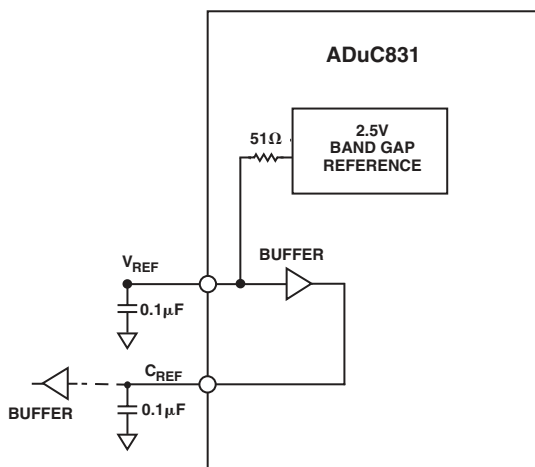 ADuC831
51Ω
2.5V
BAND GAP
REFERENCE
VREF
BUFFER
0.1μF
CREF
BUFFER
0.1μF